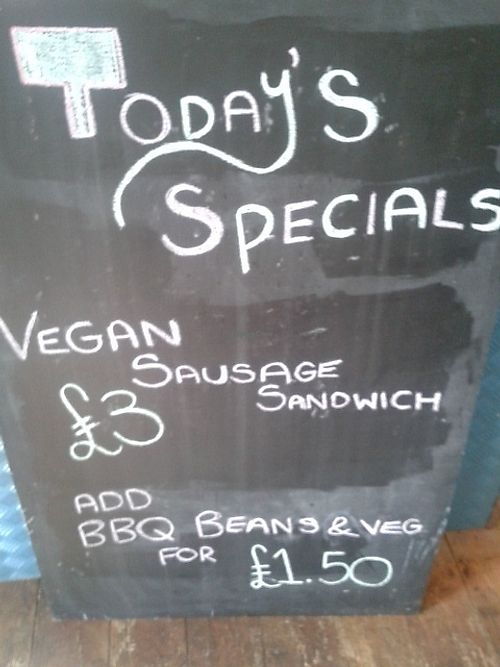 TODAY'S
SPECIALS
VEGAN
SAUSAGE
SANDWICH
£3
ADD
BBQ BEANS & VEG
FOR £1.50